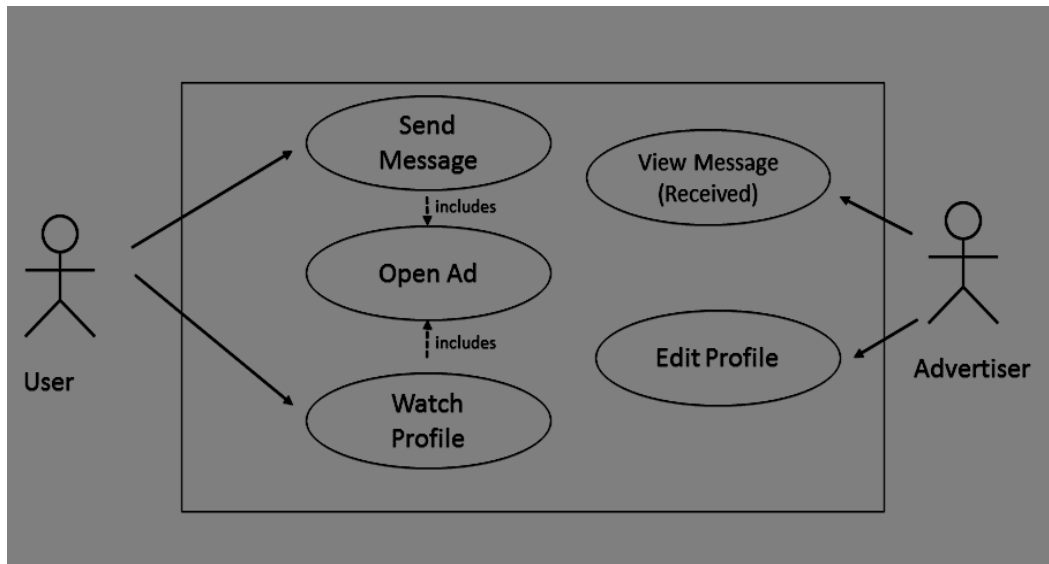 Send
Message
includes
Open Ad
includes
Watch
Profile
View Message
(Received)
Edit Profile
User
Advertiser